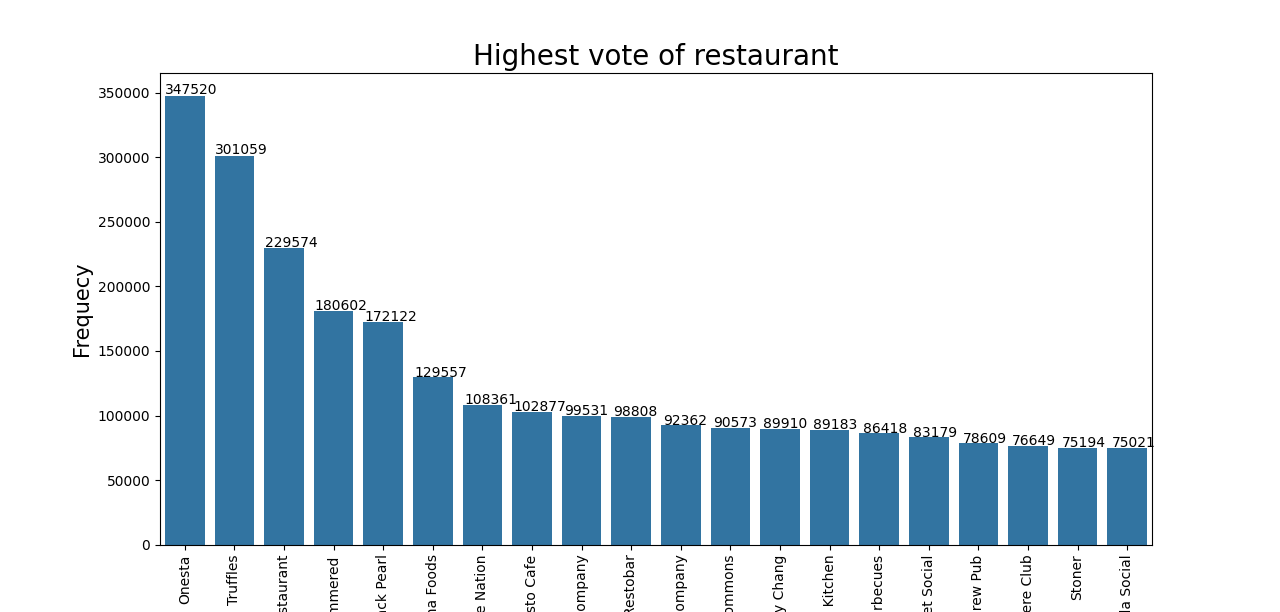 Highest vote of restaurant
Frequecy
350000
300000
250000
200000
150000
100000
50000
0
347520
301059
229574
180602
172122
129557
108361
102877
99531
98808
92362
90573
89910
89183
86418
83179
78609
76649
75194
75021
Onesta
Truffles
staurant
mmered
ck Pearl
na Foods
e Nation
sto Cafe
ompany
Restobar
ompany
ommons
y Chang
Kitchen
rbecues
et Social
rew Pub
ere Club
Stoner
la Social